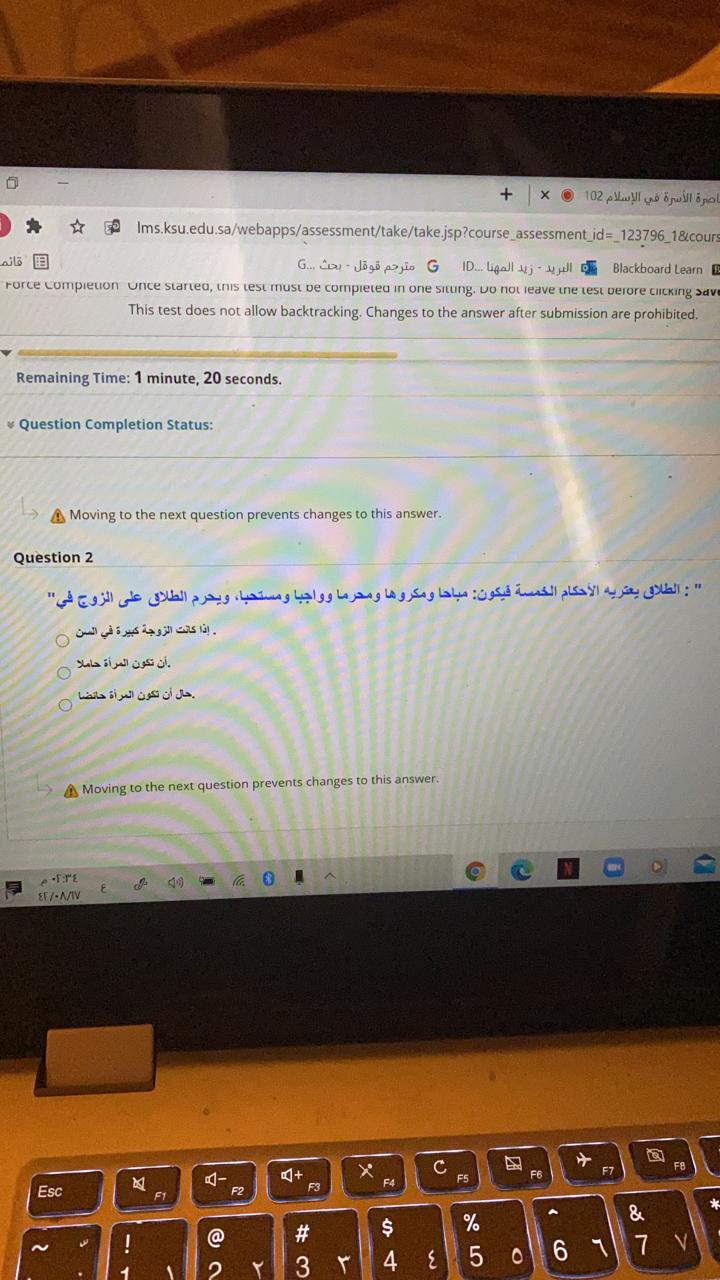 محاضرة الأسرة في الإسلام 102
lms.ksu.edu.sa/webapps/assessment/take/take.jsp?course_assessment_id=_123796_1&cours
Blackboard Learn
البريد - زيد المهنا ...ID
مترجم قوقل - بحث ...G
Force Completion Once started, this test must be completed in one sitting. Do not leave the test before clicking Save
This test does not allow backtracking. Changes to the answer after submission are prohibited.
Remaining Time: 1 minute, 20 seconds.
Question Completion Status:
Moving to the next question prevents changes to this answer.
Question 2
" : الطلاق يعتريه الأحكام الخمسة فيكون: مباحا ومكروها ومحرما وواجبا ومستحبا، ويحرم الطلاق على الزوج في"
. إذا كانت الزوجة كبيرة في السن
.أن تكون المرأة حاملا
.حال أن تكون المرأة حائضا
Moving to the next question prevents changes to this answer.
٠٢:٣٤ م
ع
٤٢/٠٨/١٧
Esc F1 F2 F3 F4 F5 F6 F7 F8
~ ! @ # $ % ^ & *
1 ١ 2 ٢ 3 ٣ 4 ٤ 5 ٥ 6 ٦ 7 ٧